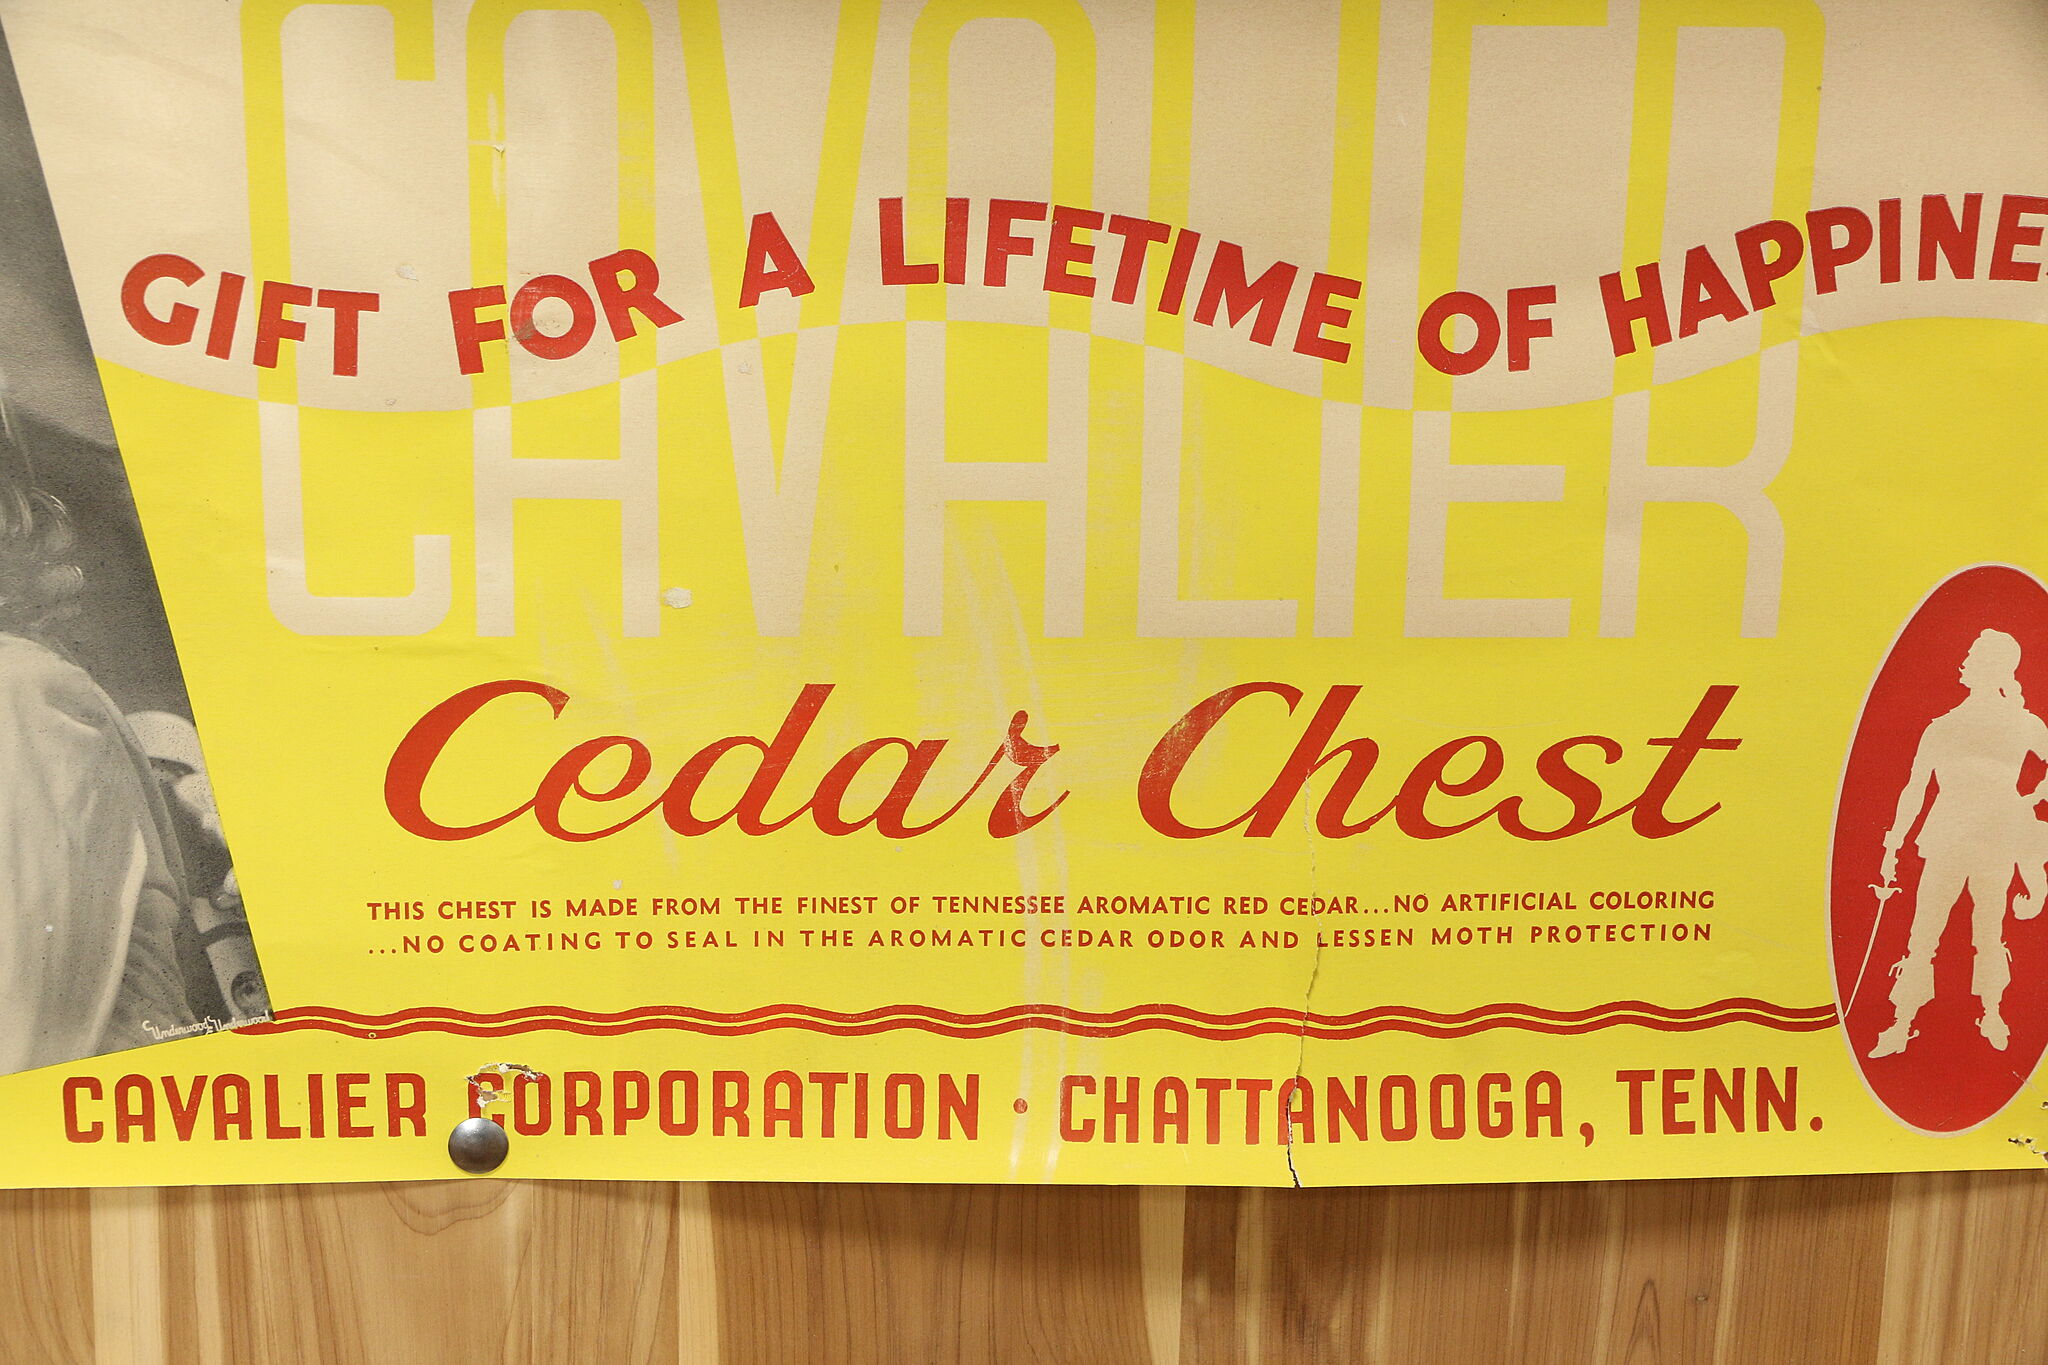 CAVALIER
GIFT FOR A LIFETIME OF HAPPINE
Cedar Chest
THIS CHEST IS MADE FROM THE FINEST OF TENNESSEE AROMATIC RED CEDAR...NO ARTIFICIAL COLORING
...NO COATING TO SEAL IN THE AROMATIC CEDAR ODOR AND LESSEN MOTH PROTECTION
Underwood & Underwood
CAVALIER CORPORATION • CHATTANOOGA, TENN.